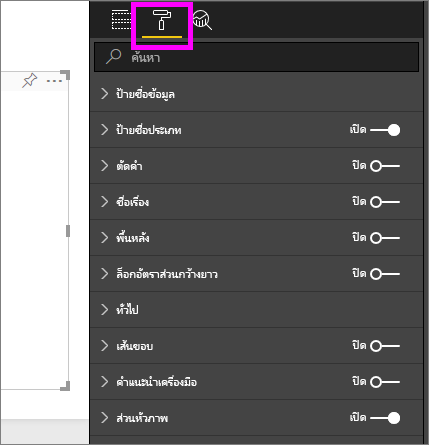 ค้นหา
ป้ายชื่อข้อมูล
ป้ายชื่อประเภท เปิด
ตัดคำ ปิด
ชื่อเรื่อง ปิด
พื้นหลัง ปิด
ล็อกอัตราส่วนกว้างยาว ปิด
ทั่วไป
เส้นขอบ ปิด
คำแนะนำเครื่องมือ ปิด
ส่วนหัวภาพ เปิด